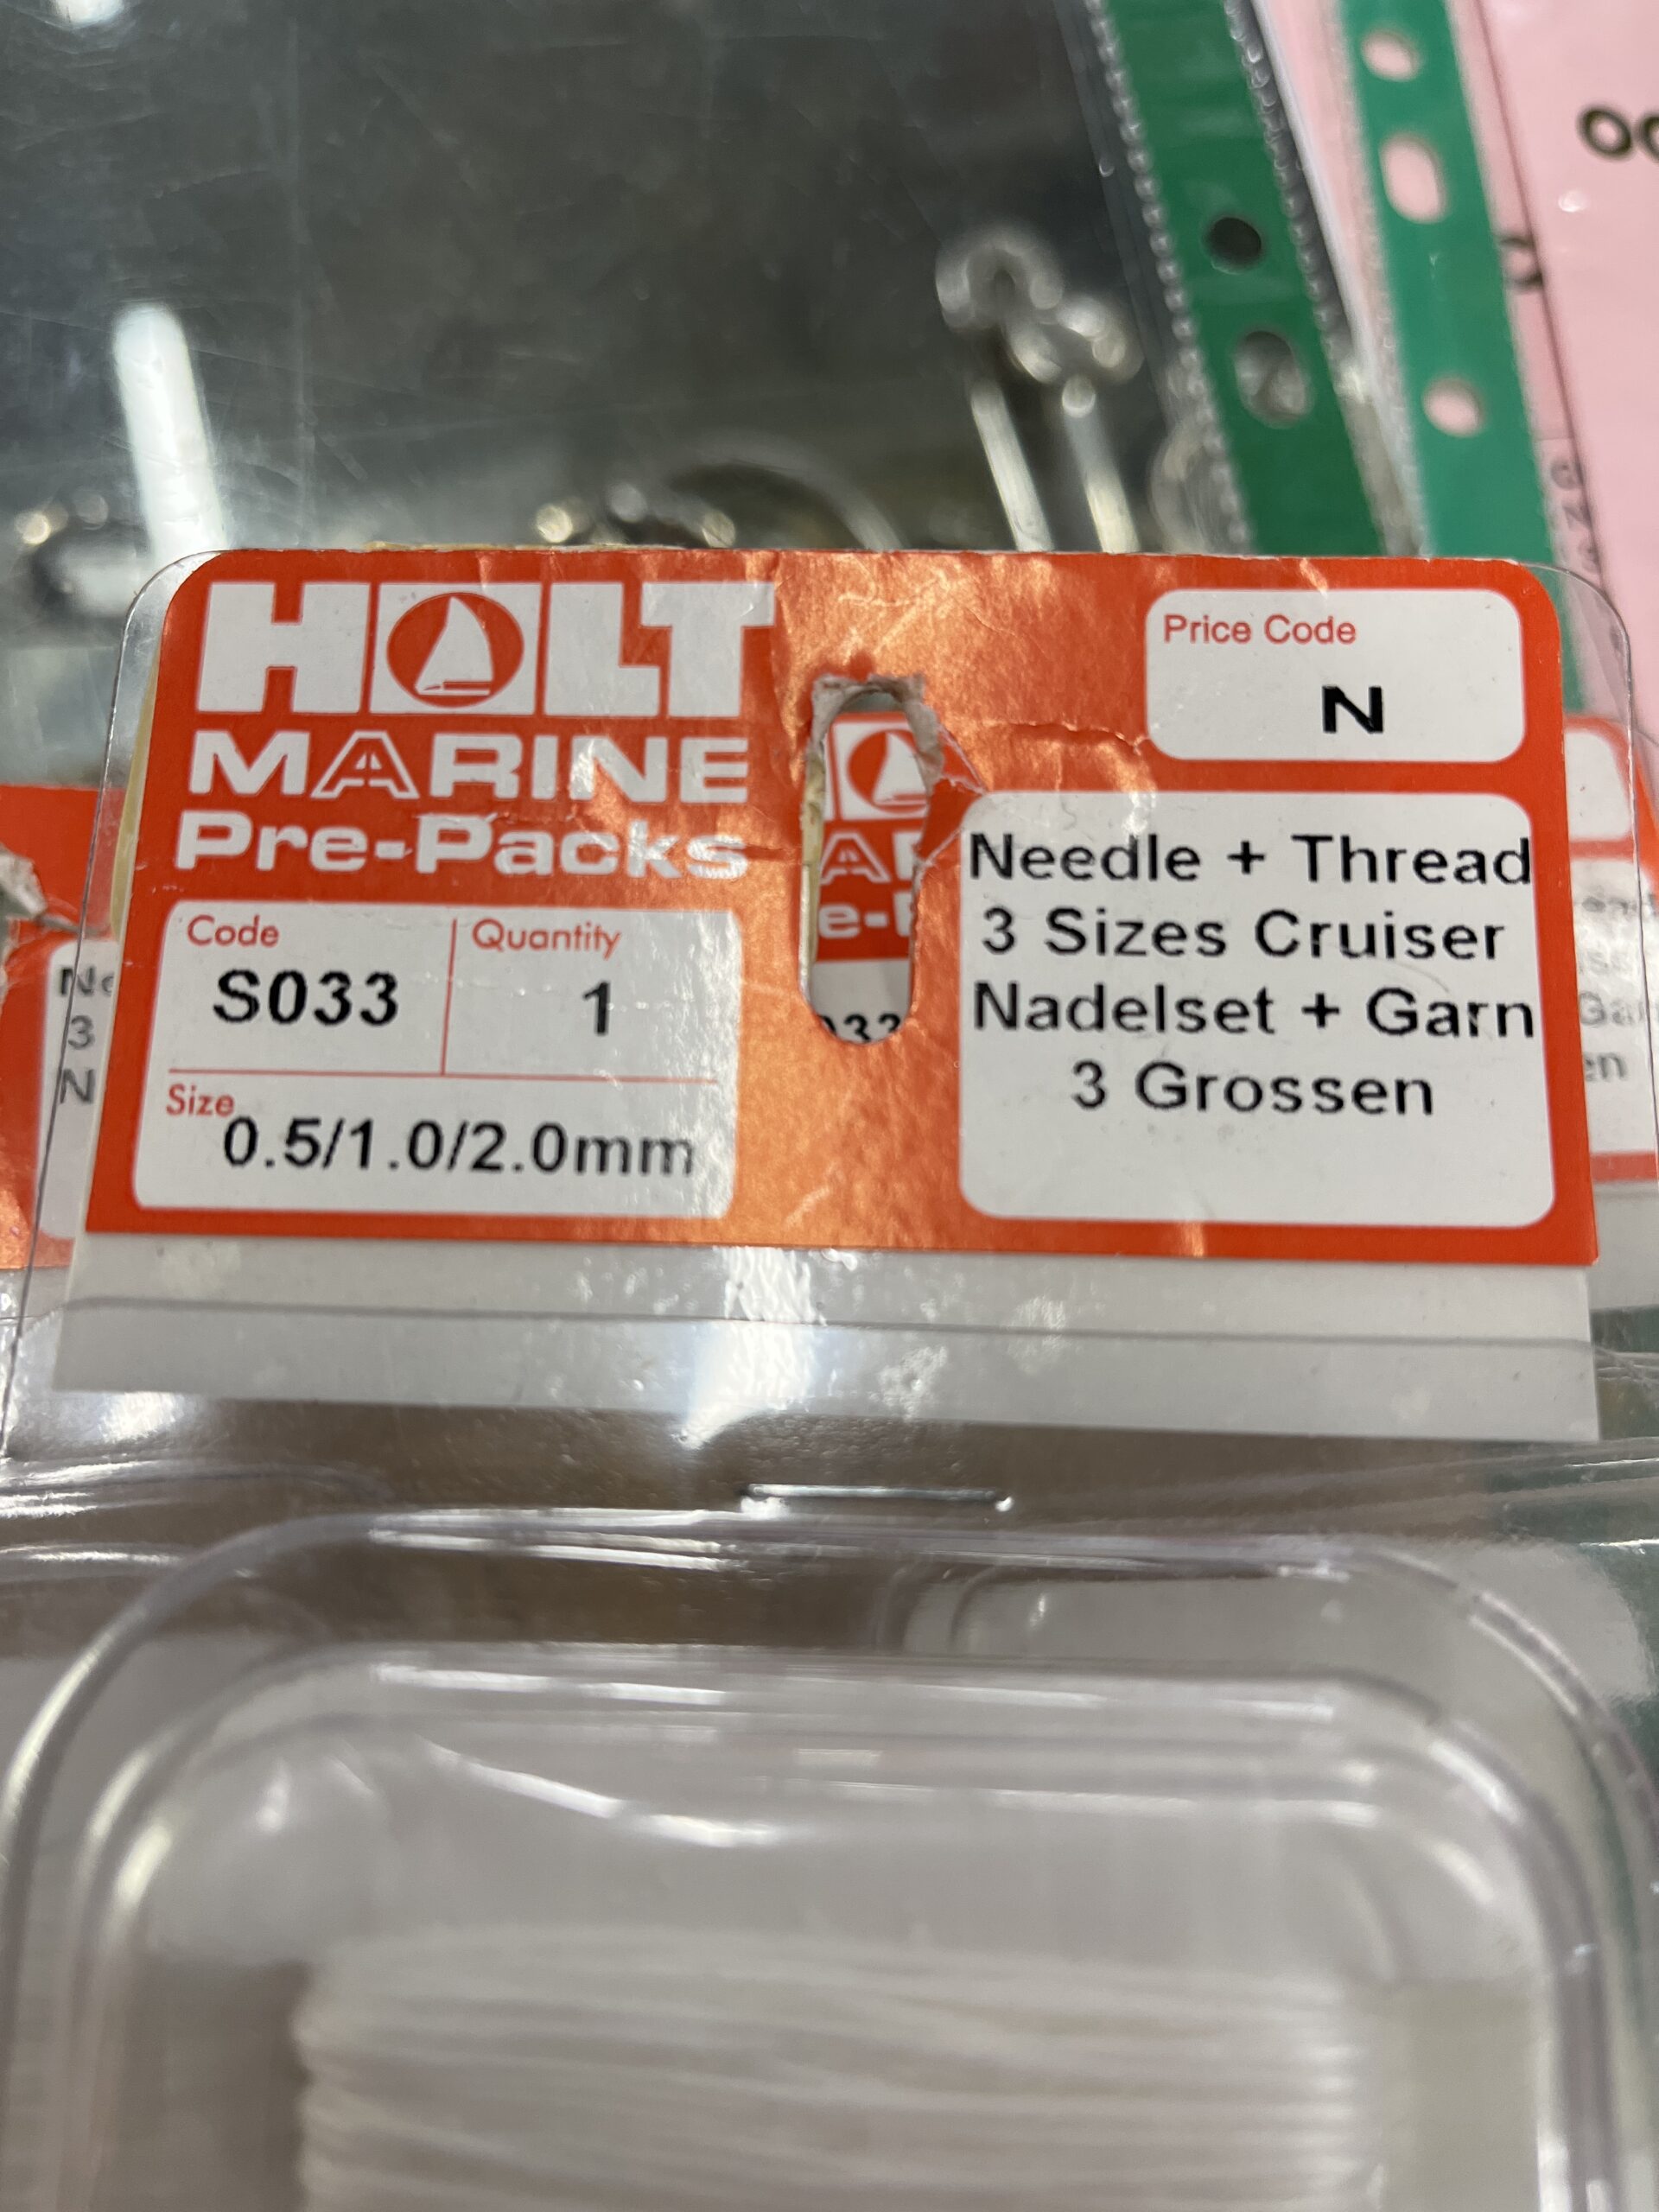 HOLT
MARINE
Pre-Packs
Code
S033
Quantity
1
Size
0.5/1.0/2.0mm
Price Code
N
Needle + Thread
3 Sizes Cruiser
Nadelset + Garn
3 Grossen